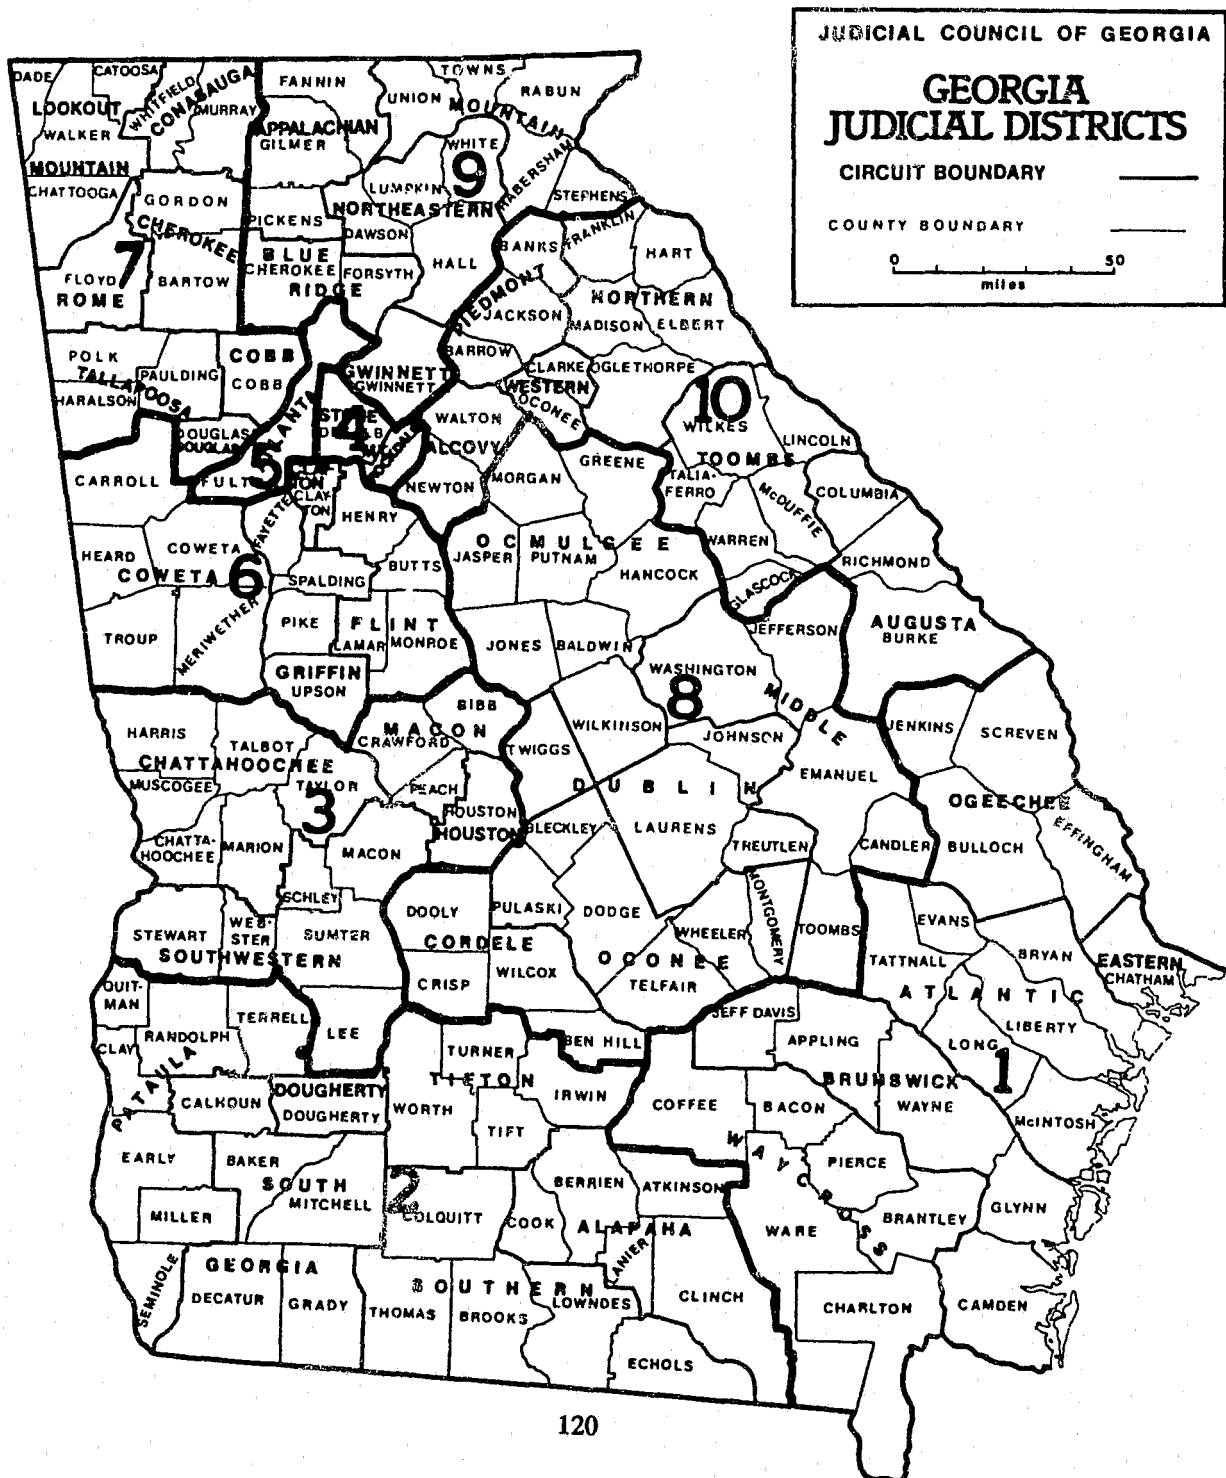 JUDICIAL COUNCIL OF GEORGIA
GEORGIA
JUDICIAL DISTRICTS
CIRCUIT BOUNDARY
COUNTY BOUNDARY
0 50
miles
DADE
CATOOSA
WHITFIELD
CONASAUGA
MURRAY
LOOKOUT
WALKER
MOUNTAIN
CHATTOOGA
FANNIN
APPALACHIAN
GILMER
UNION
TOWNS
MOUNTAIN
RABUN
WHITE
9
HABERSHAM
STEPHENS
LUMPKIN
NORTHEASTERN
DAWSON
GORDON
CHEROKEE
PICKENS
7
FLOYD
ROME
BARTOW
BLUE
CHEROKEE
RIDGE
FORSYTH
HALL
BANKS
FRANKLIN
HART
PIEDMONT
JACKSON
NORTHERN
MADISON
ELBERT
POLK
TALLAPOOSA
PAULDING
HARALSON
COBB
COBB
GWINNETT
GWINNETT
BARROW
CLARKE
OGLETHORPE
WESTERN
OCONEE
10
WILKES
LINCOLN
TOOMBS
DOUGLAS
DOUGLAS
5
4
WALTON
ALCOVY
NEWTON
MORGAN
GREENE
TALIA-
FERRO
McDUFFIE
COLUMBIA
CARROLL
CLAY-
TON
HENRY
FAYETTE
WARREN
RICHMOND
HEARD
COWETA
COWETA
6
SPALDING
BUTTS
OCMULGEE
JASPER
PUTNAM
HANCOCK
GLASCOCK
TROUP
MERIWETHER
PIKE
FLINT
LAMAR
MONROE
JONES
BALDWIN
JEFFERSON
AUGUSTA
BURKE
GRIFFIN
UPSON
WASHINGTON
8
MIDDLE
BIBB
MACON
CRAWFORD
TWIGGS
WILKINSON
JOHNSON
JENKINS
SCREVEN
HARRIS
TALBOT
CHATTAHOOCHEE
MUSCOGEE
TAYLOR
3
PEACH
HOUSTON
HOUSTON
DUBLIN
EMANUEL
OGEECHEE
EFFINGHAM
BLECKLEY
LAURENS
TREUTLEN
CANDLER
BULLOCH
CHATTA-
HOOCHEE
MARION
MACON
SCHLEY
DOOLY
PULASKI
DODGE
MONTGOMERY
EVANS
STEWART
WEB-
STER
SUMTER
SOUTHWESTERN
CORDELE
WHEELER
TOOMBS
OCONEE
TATTNALL
BRYAN
EASTERN
CHATHAM
QUIT-
MAN
CRISP
WILCOX
TELFAIR
ATLANTIC
TERRELL
LEE
RANDOLPH
CLAY
PATAULA
JEFF DAVIS
LIBERTY
TURNER
BEN HILL
APPLING
LONG
1
TIFTON
CALHOUN
DOUGHERTY
DOUGHERTY
WORTH
IRWIN
COFFEE
BACON
BRUNSWICK
WAYNE
McINTOSH
TIFT
EARLY
BAKER
SOUTH
MITCHELL
2
COLQUITT
COOK
BERRIEN
ATKINSON
WAYCROSS
PIERCE
MILLER
ALAPAHA
WARE
BRANTLEY
GLYNN
SEMINOLE
GEORGIA
DECATUR
GRADY
SOUTHERN
THOMAS
BROOKS
LOWNDES
LANIER
CLINCH
CHARLTON
CAMDEN
ECHOLS
120